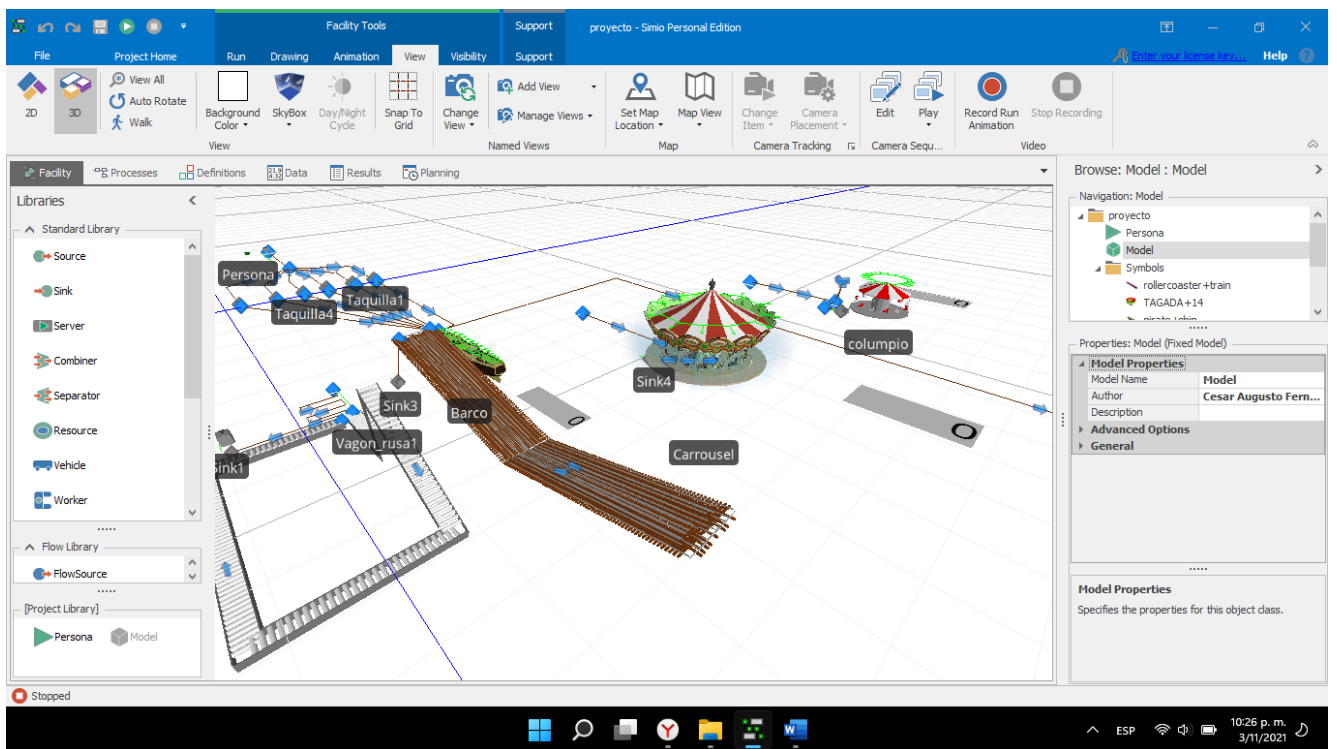 Facility Tools
Support
proyecto - Simio Personal Edition
File
Project Home
Run
Drawing
Animation
View
Visibility
Support
Enter your license key...
Help
2D
3D
View All
Auto Rotate
Walk
Background Color
SkyBox
Day/Night Cycle
Snap To Grid
Change View
Add View
Manage Views
Set Map Location
Map View
Change Item
Camera Placement
Edit
Play
Record Run Animation
Stop Recording
View
Named Views
Map
Camera Tracking
Camera Sequ...
Video
Facility
Processes
Definitions
Data
Results
Planning
Browse: Model : Model
Libraries
Standard Library
Source
Sink
Server
Combiner
Separator
Resource
Vehicle
Worker
Flow Library
FlowSource
[Project Library]
Persona
Model
Persona
Taquilla1
Taquilla4
Sink3
Barco
Vagon_rusa1
Sink1
Sink4
columpio
Carrousel
Navigation: Model
proyecto
Persona
Model
Symbols
rollercoaster+train
TAGADA+14
Properties: Model (Fixed Model)
Model Properties
Model Name
Model
Author
Cesar Augusto Fern...
Description
Advanced Options
General
Model Properties
Specifies the properties for this object class.
Stopped
ESP
10:26 p. m.
3/11/2021